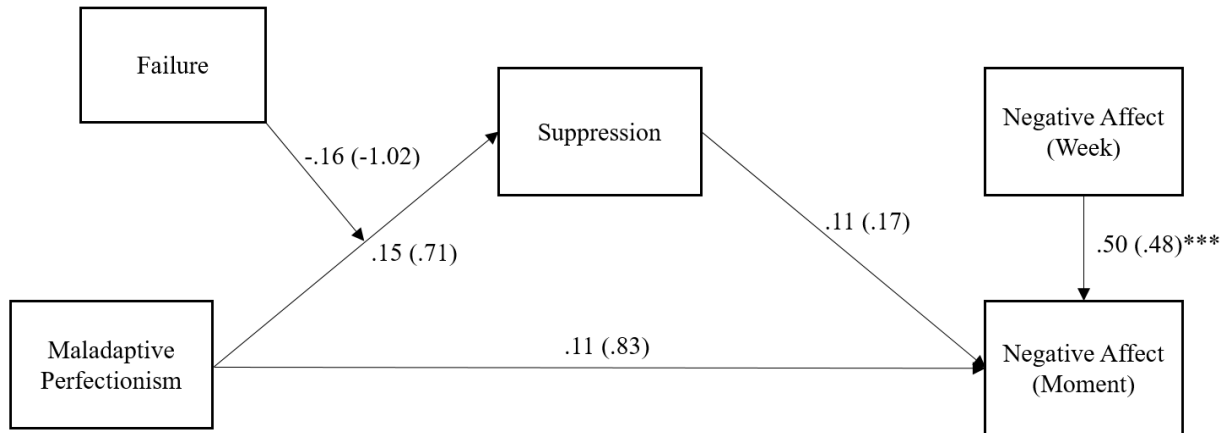 Failure
Suppression
Negative Affect
(Week)
-.16 (-1.02)
.15 (.71)
.11 (.17)
.50 (.48)***
Maladaptive
Perfectionism
.11 (.83)
Negative Affect
(Moment)